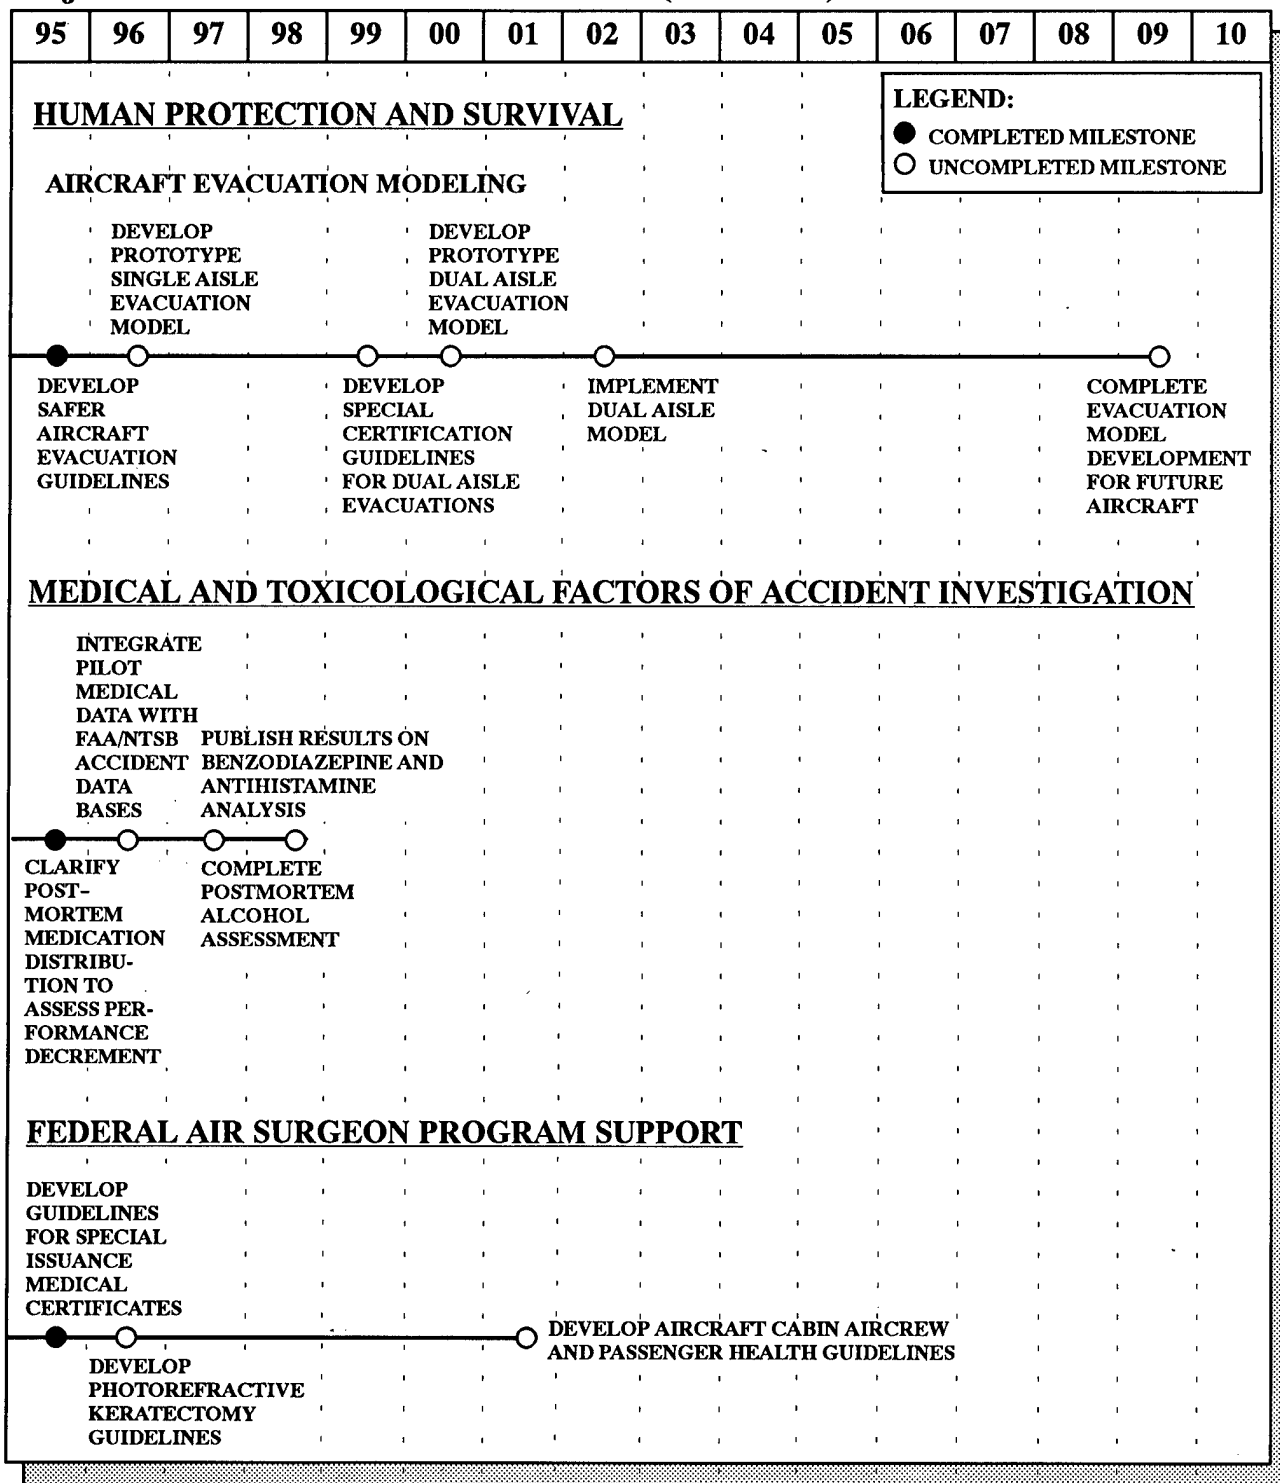 95 96 97 98 99 00 01 02 03 04 05 06 07 08 09 10
LEGEND:
COMPLETED MILESTONE
UNCOMPLETED MILESTONE
HUMAN PROTECTION AND SURVIVAL
AIRCRAFT EVACUATION MODELING
DEVELOP
PROTOTYPE
SINGLE AISLE
EVACUATION
MODEL
DEVELOP
PROTOTYPE
DUAL AISLE
EVACUATION
MODEL
DEVELOP
SAFER
AIRCRAFT
EVACUATION
GUIDELINES
DEVELOP
SPECIAL
CERTIFICATION
GUIDELINES
FOR DUAL AISLE
EVACUATIONS
IMPLEMENT
DUAL AISLE
MODEL
COMPLETE
EVACUATION
MODEL
DEVELOPMENT
FOR FUTURE
AIRCRAFT
MEDICAL AND TOXICOLOGICAL FACTORS OF ACCIDENT INVESTIGATION
INTEGRATE
PILOT
MEDICAL
DATA WITH
FAA/NTSB
ACCIDENT
DATA
BASES
PUBLISH RESULTS ON
BENZODIAZEPINE AND
ANTIHISTAMINE
ANALYSIS
CLARIFY
POST-
MORTEM
MEDICATION
DISTRIBU-
TION TO
ASSESS PER-
FORMANCE
DECREMENT
COMPLETE
POSTMORTEM
ALCOHOL
ASSESSMENT
FEDERAL AIR SURGEON PROGRAM SUPPORT
DEVELOP
GUIDELINES
FOR SPECIAL
ISSUANCE
MEDICAL
CERTIFICATES
DEVELOP
PHOTOREFRACTIVE
KERATECTOMY
GUIDELINES
DEVELOP AIRCRAFT CABIN AIRCREW
AND PASSENGER HEALTH GUIDELINES